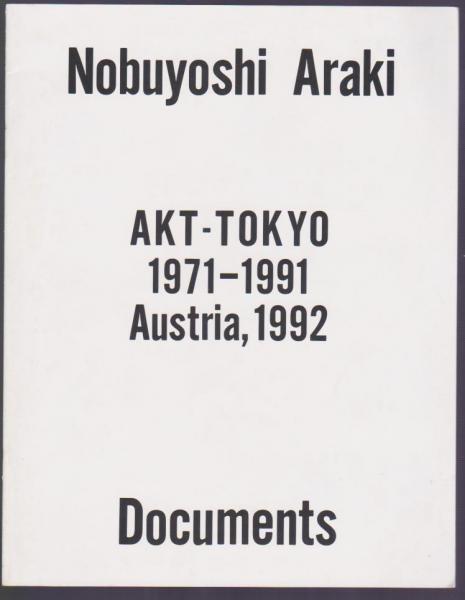 Nobuyoshi Araki
AKT-TOKYO
1971–1991
Austria, 1992
Documents